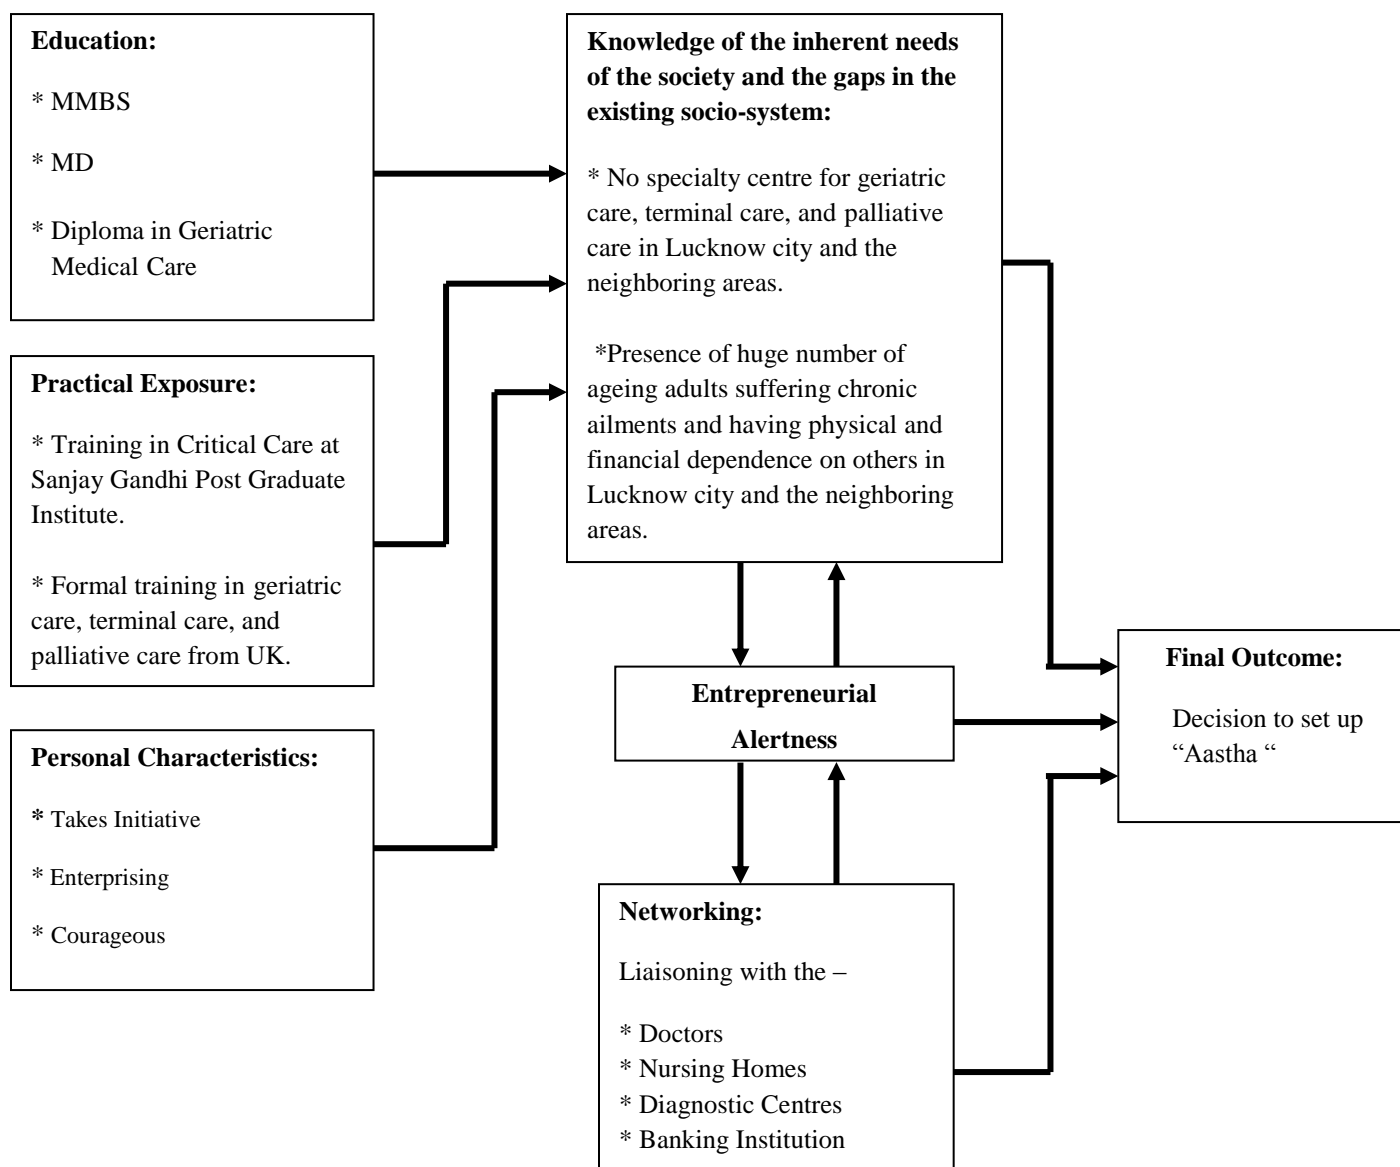 Education:
* MMBS
* MD
* Diploma in Geriatric
Medical Care
Practical Exposure:
* Training in Critical Care at
Sanjay Gandhi Post Graduate
Institute.
* Formal training in geriatric
care, terminal care, and
palliative care from UK.
Personal Characteristics:
* Takes Initiative
* Enterprising
* Courageous
Knowledge of the inherent needs
of the society and the gaps in the
existing socio-system:
* No specialty centre for geriatric
care, terminal care, and palliative
care in Lucknow city and the
neighboring areas.
*Presence of huge number of
ageing adults suffering chronic
ailments and having physical and
financial dependence on others in
Lucknow city and the neighboring
areas.
Entrepreneurial
Alertness
Networking:
Liaisoning with the –
* Doctors
* Nursing Homes
* Diagnostic Centres
* Banking Institution
Final Outcome:
Decision to set up
“Aastha “